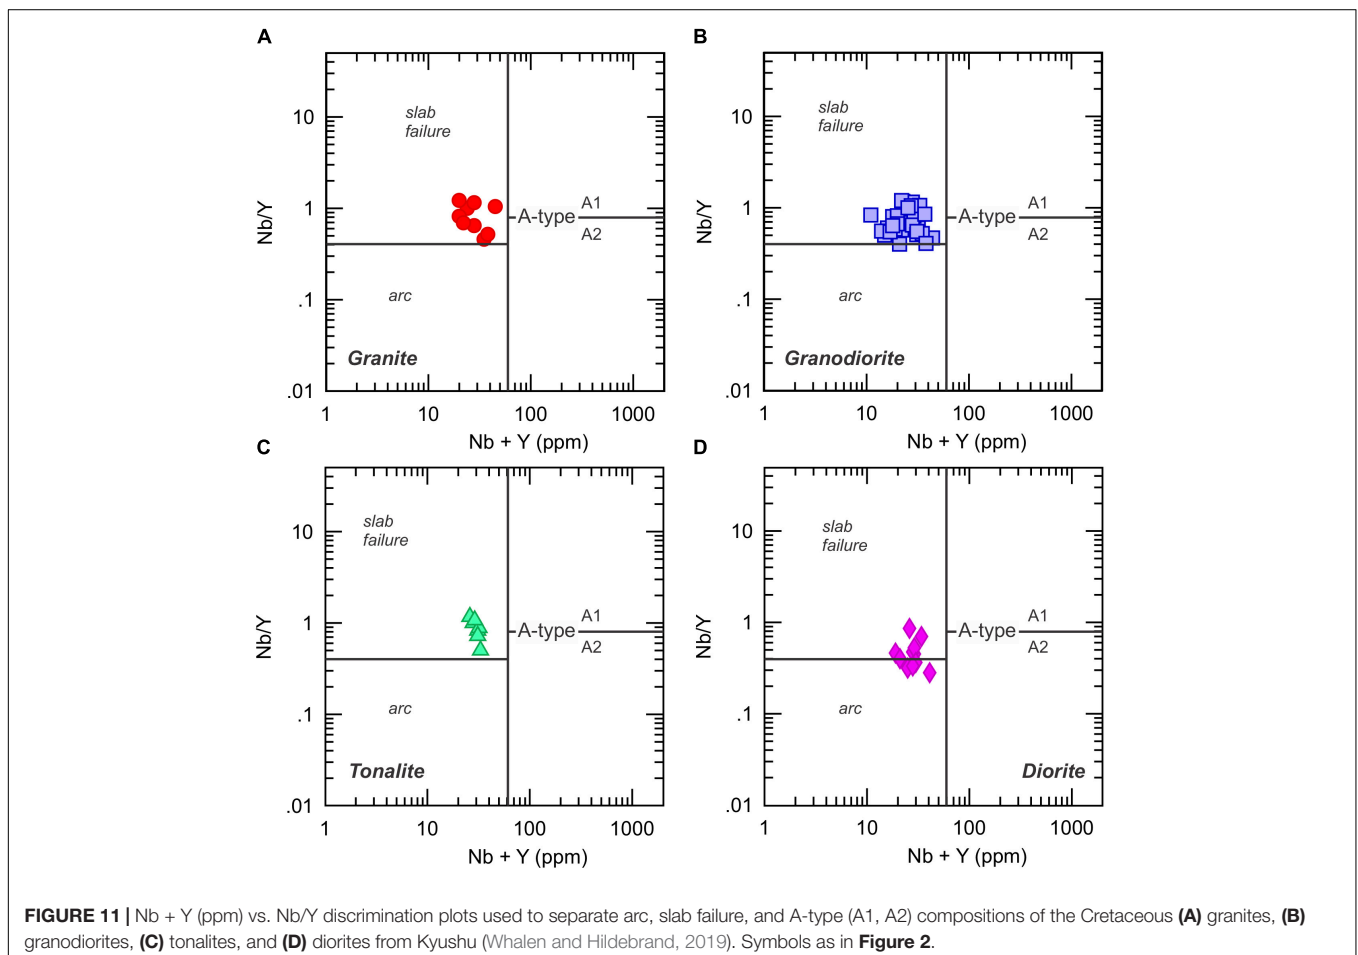 A
10
1
.1
.01
Nb/Y
slab
failure
arc
Granite
A-type
A1
A2
1 10 100 1000
Nb + Y (ppm)
B
10
1
.1
.01
Nb/Y
slab
failure
arc
Granodiorite
A-type
A1
A2
1 10 100 1000
Nb + Y (ppm)
C
10
1
.1
.01
Nb/Y
slab
failure
arc
Tonalite
A-type
A1
A2
1 10 100 1000
Nb + Y (ppm)
D
10
1
.1
.01
Nb/Y
slab
failure
arc
Diorite
A-type
A1
A2
1 10 100 1000
Nb + Y (ppm)
FIGURE 11 | Nb + Y (ppm) vs. Nb/Y discrimination plots used to separate arc, slab failure, and A-type (A1, A2) compositions of the Cretaceous (A) granites, (B)
granodiorites, (C) tonalites, and (D) diorites from Kyushu (Whalen and Hildebrand, 2019). Symbols as in Figure 2.